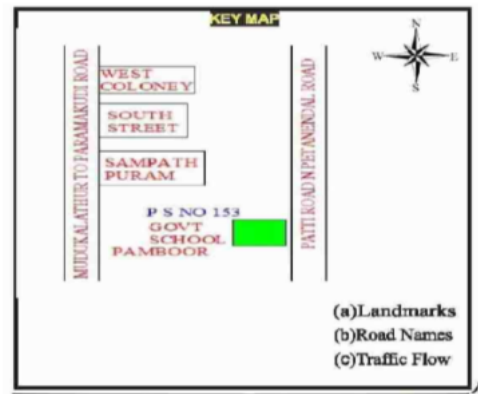 KEY MAP
N
W E
S
MUDUKALATHUR TO PARAMAKUDI ROAD
WEST
COLONEY
SOUTH
STREET
SAMPATH
PURAM
P S NO 153
GOVT
SCHOOL
PAMBOOR
PATTI ROAD N PETANENDAL ROAD
(a)Landmarks
(b)Road Names
(c)Traffic Flow